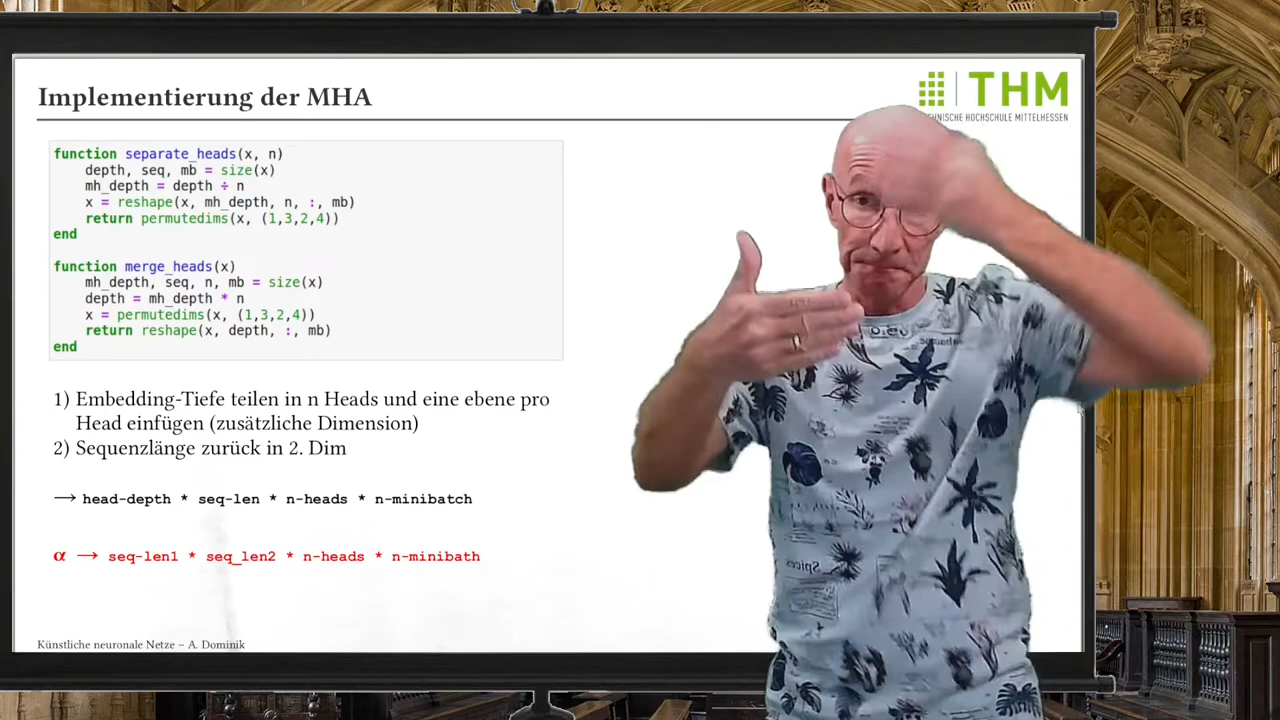 Implementierung der MHA
THM
NISCHE HOCHSCHULE MITTELHESSEN
function separate_heads(x, n)
    depth, seq, mb = size(x)
    mh_depth = depth ÷ n
    x = reshape(x, mh_depth, n, :, mb)
    return permutedims(x, (1,3,2,4))
end
function merge_heads(x)
    mh_depth, seq, n, mb = size(x)
    depth = mh_depth * n
    x = permutedims(x, (1,3,2,4))
    return reshape(x, depth, :, mb)
end
1) Embedding-Tiefe teilen in n Heads und eine ebene pro
Head einfügen (zusätzliche Dimension)
2) Sequenzlänge zurück in 2. Dim
→ head-depth * seq-len * n-heads * n-minibatch
α → seq-len1 * seq_len2 * n-heads * n-minibath
Künstliche neuronale Netze – A. Dominik
Spices